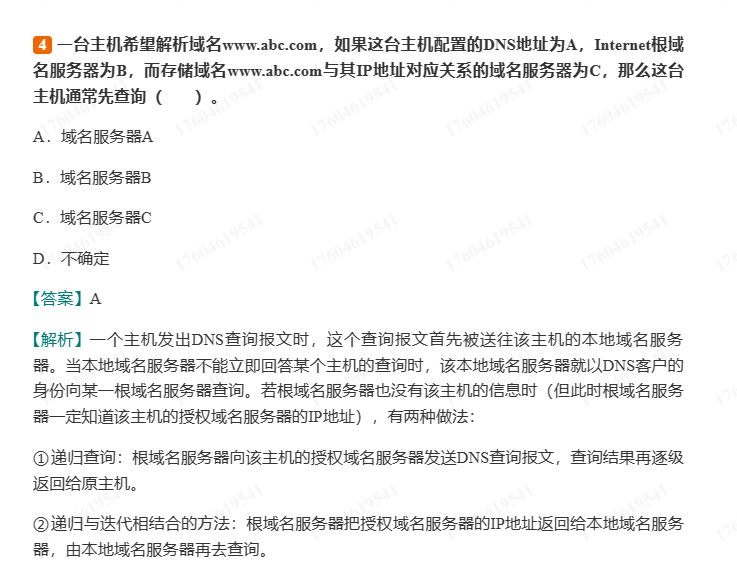 4 一台主机希望解析域名www.abc.com，如果这台主机配置的DNS地址为A，Internet根域
名服务器为B，而存储域名www.abc.com与其IP地址对应关系的域名服务器为C，那么这台
主机通常先查询（　　）。
A．域名服务器A
B．域名服务器B
C．域名服务器C
D．不确定
【答案】A
【解析】一个主机发出DNS查询报文时，这个查询报文首先被送往该主机的本地域名服务
器。当本地域名服务器不能立即回答某个主机的查询时，该本地域名服务器就以DNS客户的
身份向某一根域名服务器查询。若根域名服务器也没有该主机的信息时（但此时根域名服务
器一定知道该主机的授权域名服务器的IP地址），有两种做法：
①递归查询：根域名服务器向该主机的授权域名服务器发送DNS查询报文，查询结果再逐级
返回给原主机。
②递归与迭代相结合的方法：根域名服务器把授权域名服务器的IP地址返回给本地域名服务
器，由本地域名服务器再去查询。
17604619541